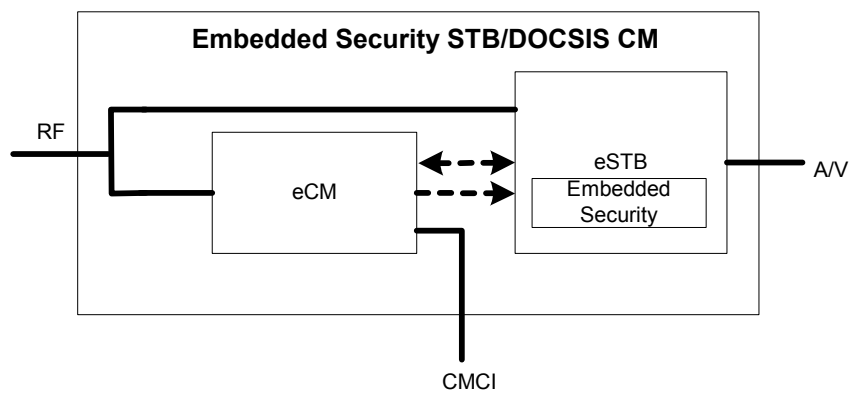 Embedded Security STB/DOCSIS CM
RF
eCM
eSTB
Embedded
Security
A/V
CMCI